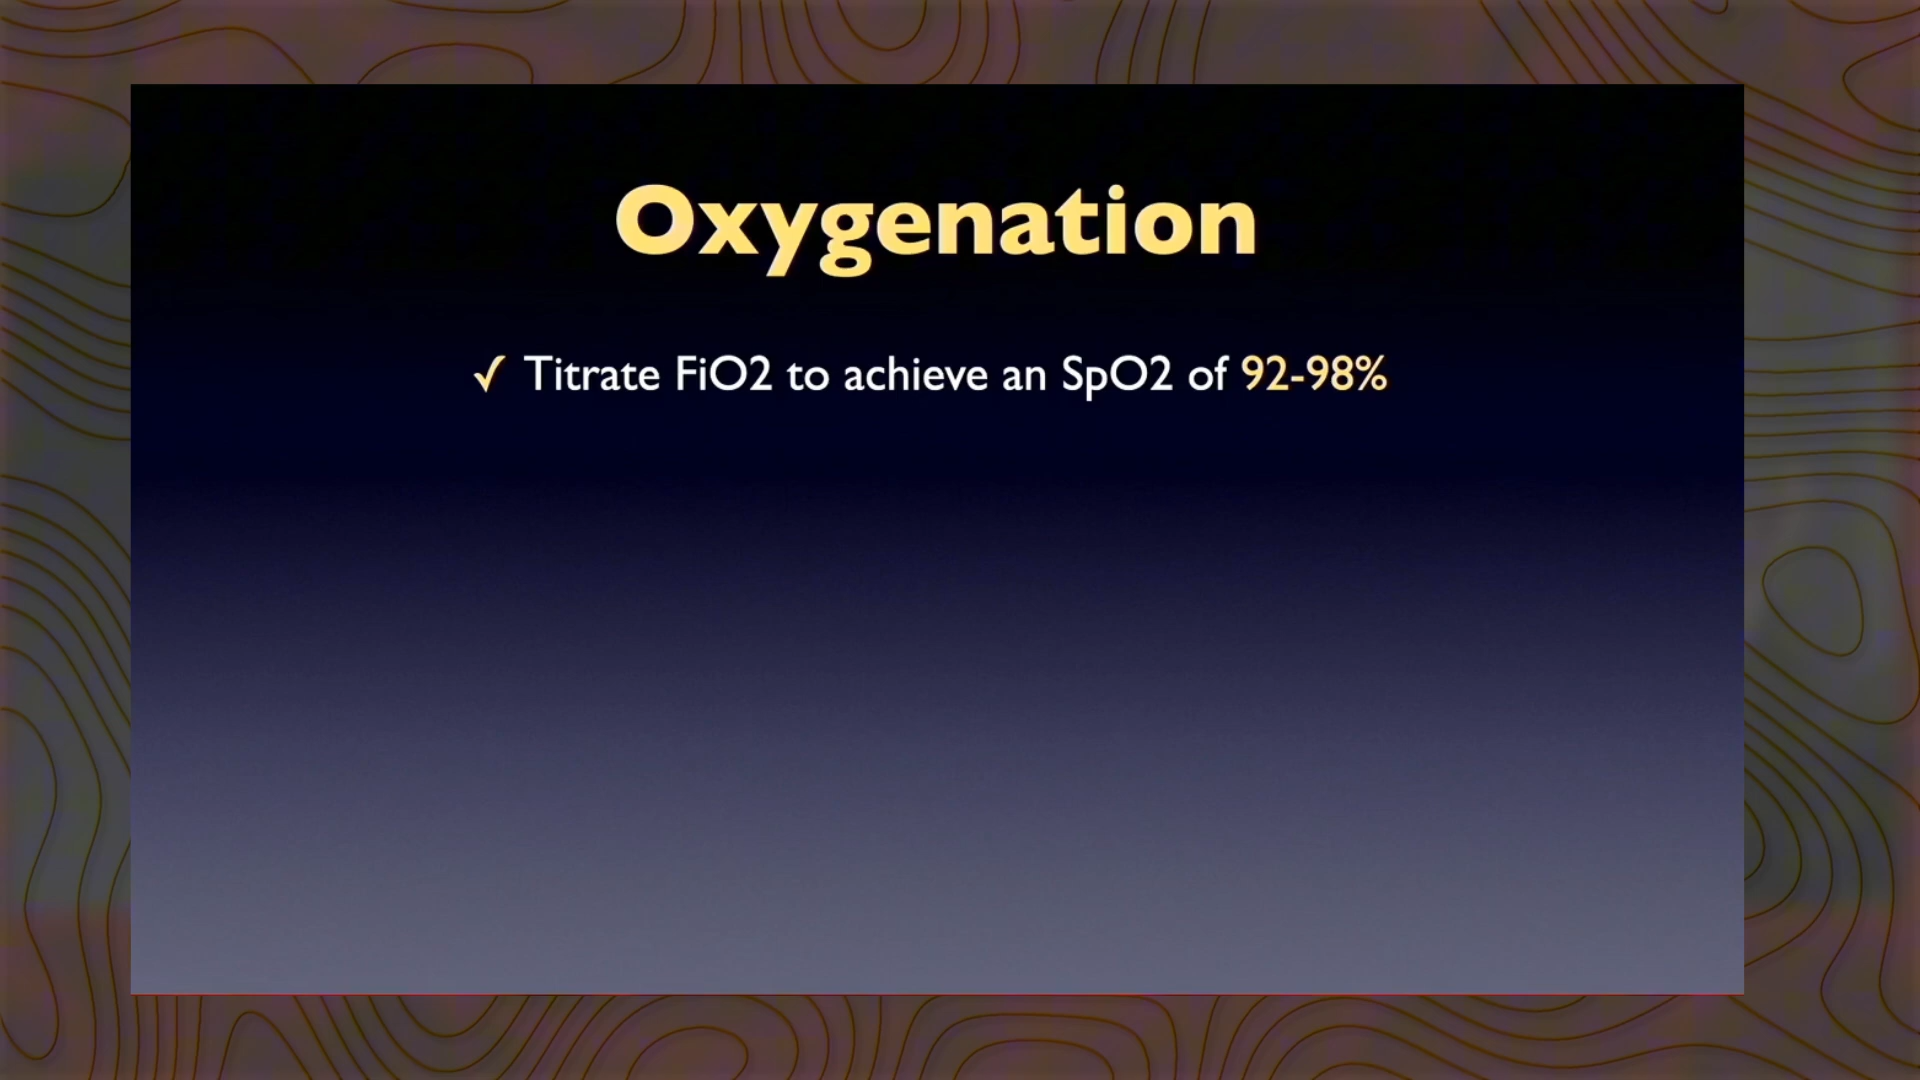 Oxygenation
✓ Titrate FiO2 to achieve an SpO2 of 92-98%